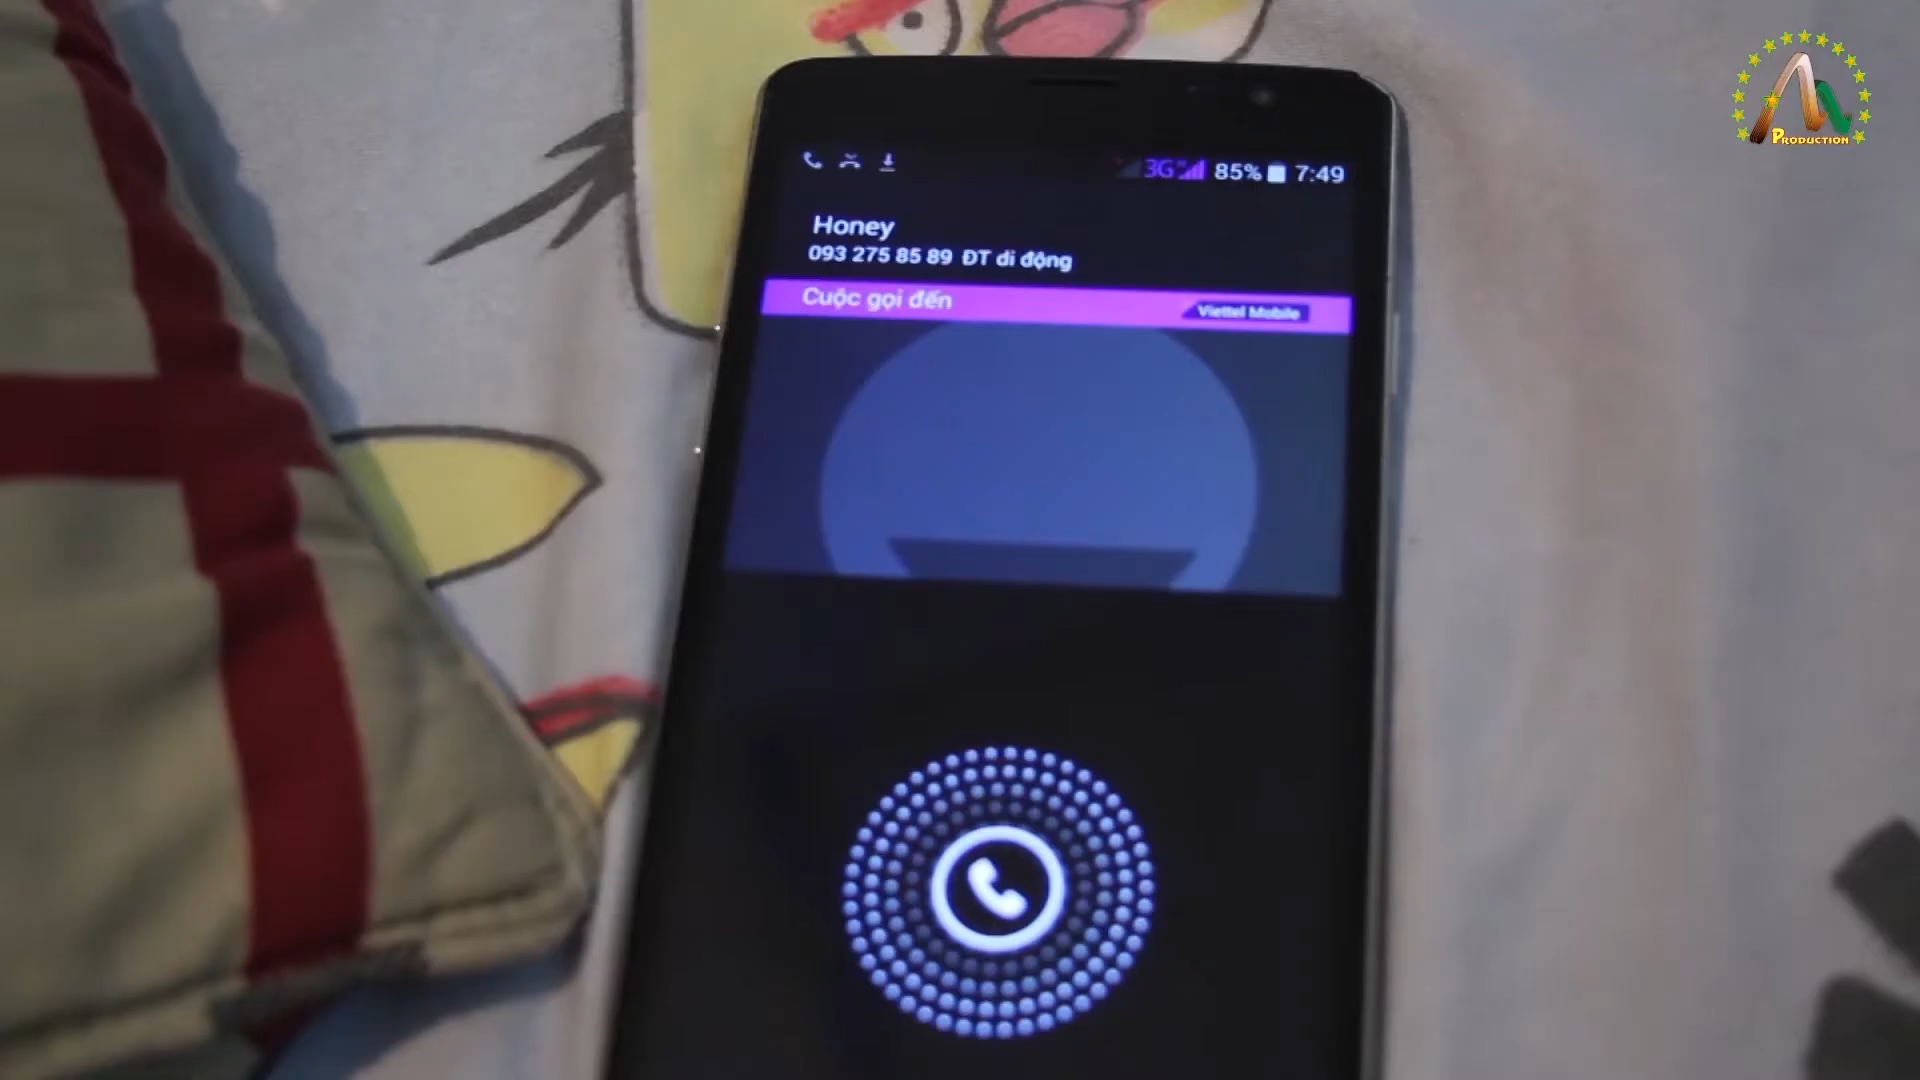 3G 85% 7:49
Honey
093 275 85 89 ĐT di động
Cuộc gọi đến
Viettel Mobile
PRODUCTION